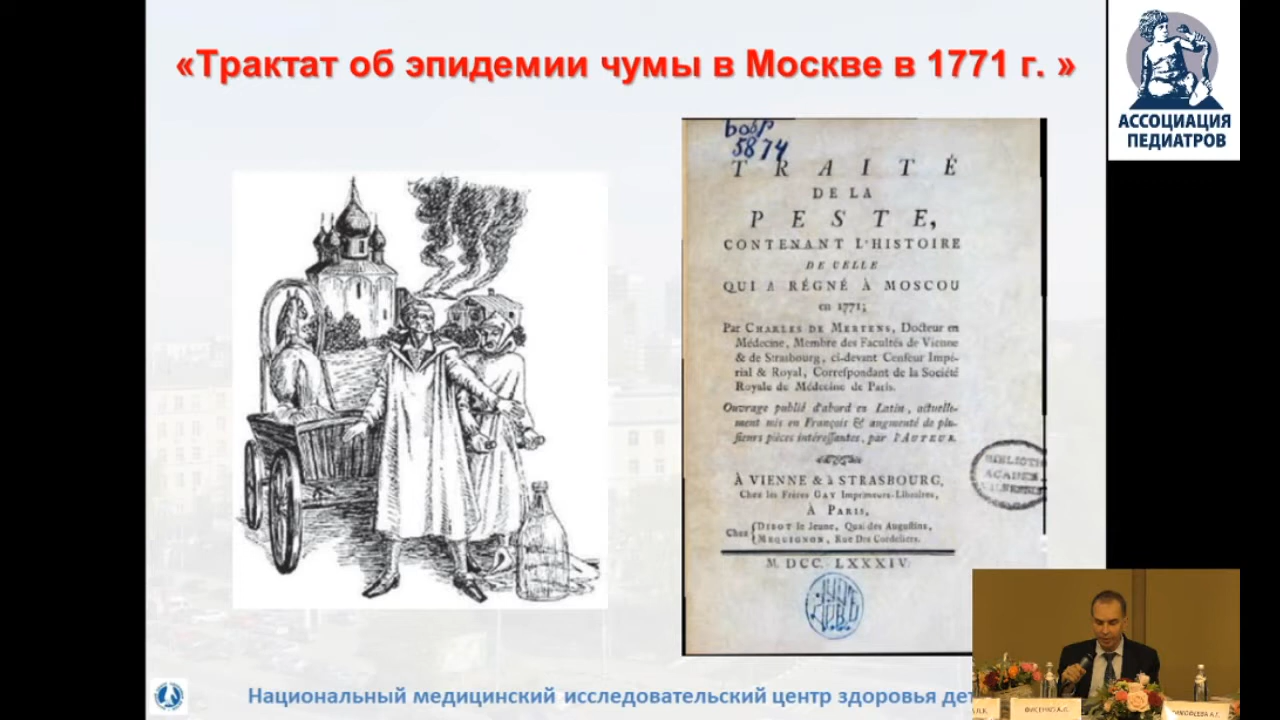 «Трактат об эпидемии чумы в Москве в 1771 г. »
АССОЦИАЦИЯ
ПЕДИАТРОВ
5874
TRAITÉ
DE LA
PESTE,
CONTENANT L'HISTOIRE
DE CELLE
QUI A RÉGNÉ À MOSCOU
en 1771;
Par CHARLES DE MERTENS, Docteur en
Médecine, Membre des Facultés de Vienne
& de Strasbourg, ci-devant Censeur Impé-
rial & Royal, Correspondant de la Société
Royale de Médecine de Paris.
Ouvrage publié d'abord en Latin, actuelle-
ment mis en François & augmenté de plu-
sieurs pièces intéressantes, par l'AUTEUR.
À VIENNE & à STRASBOURG,
Chez les Frères GAY Imprimeurs-Libraires,
À PARIS,
Chez DIDOT le Jeune, Quai des Augustins,
MEQUIGNON, Rue Des Cordeliers.
M. DCC. LXXXIV
Национальный медицинский исследовательский центр здоровья дет
ФИСЕНКО А.П.